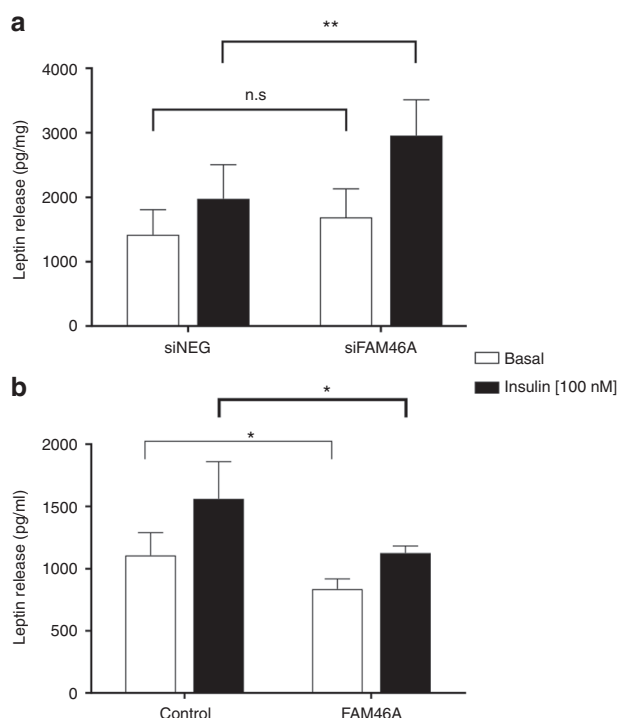 a
**
4000
n.s
3000
2000
1000
0
Leptin release (pg/mg)
siNEG
siFAM46A
Basal
Insulin [100 nM]
b
*
*
2000
1500
1000
500
0
Leptin release (pg/ml)
Control
FAM46A